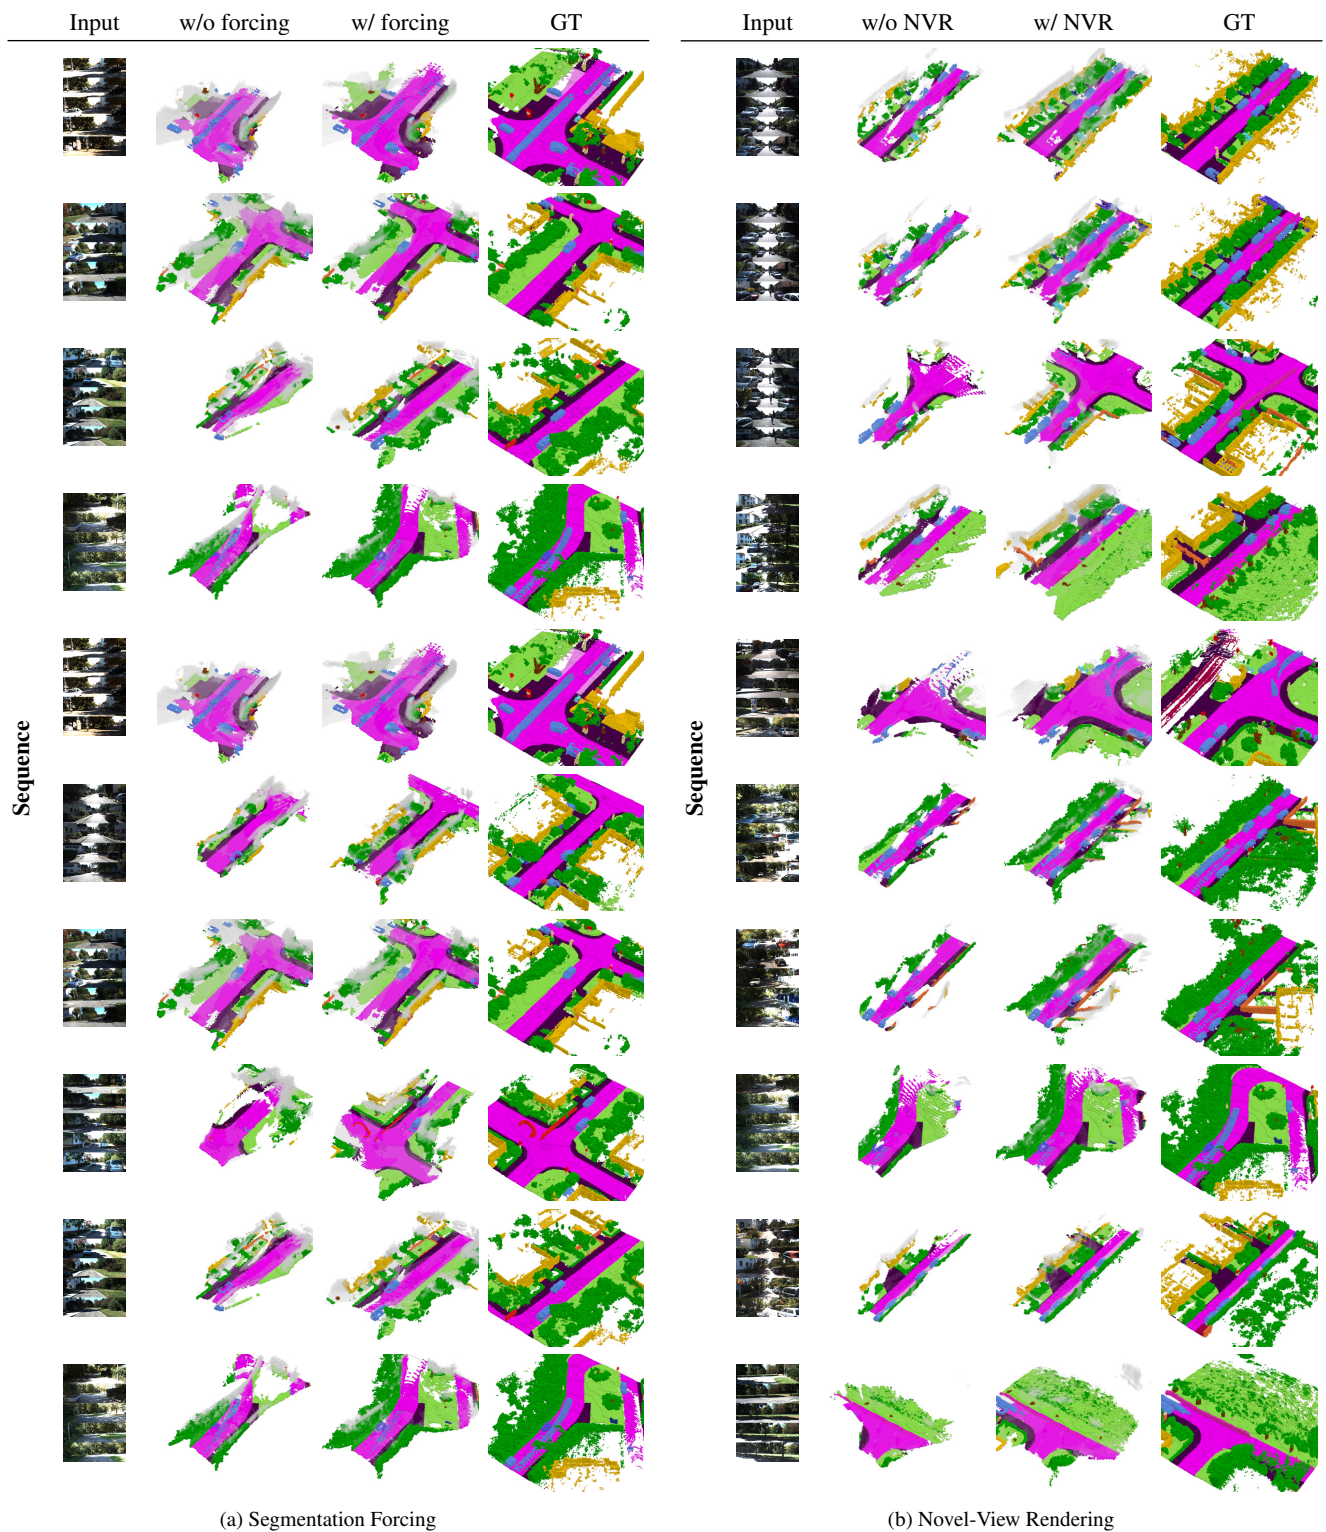 Input w/o forcing w/ forcing GT
Input w/o NVR w/ NVR GT
Sequence
Sequence
(a) Segmentation Forcing
(b) Novel-View Rendering